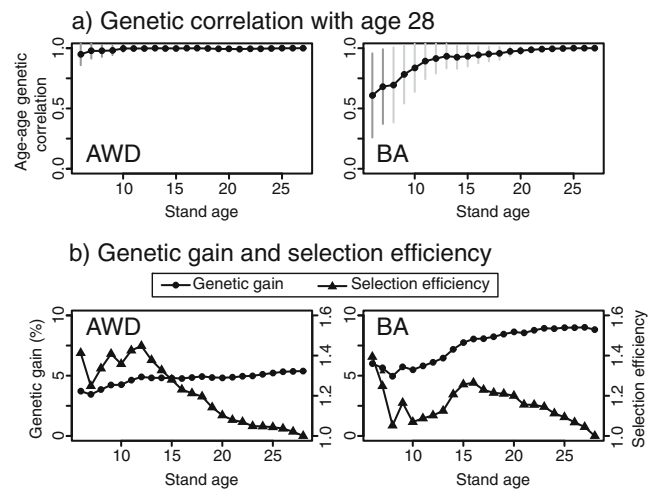 a) Genetic correlation with age 28
Age-age genetic
correlation
0.0 0.5 1.0
AWD
10 15 20 25
Stand age
0.0 0.5 1.0
BA
10 15 20 25
Stand age
b) Genetic gain and selection efficiency
Genetic gain Selection efficiency
Genetic gain (%)
0 5 10
AWD
1.0 1.2 1.4 1.6
10 15 20 25
Stand age
0 5 10
BA
1.0 1.2 1.4 1.6
Selection efficiency
10 15 20 25
Stand age